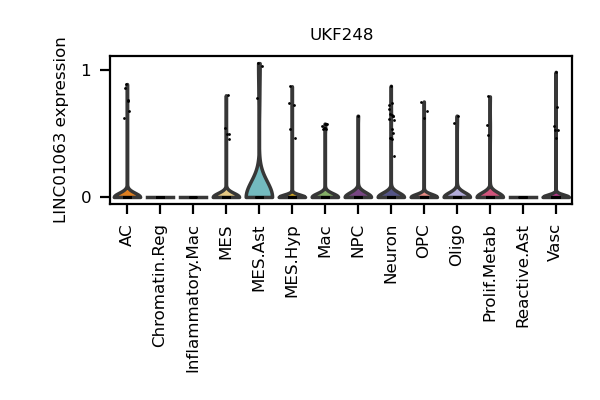 UKF248
LINC01063 expression
1
0
AC
Chromatin.Reg
Inflammatory.Mac
MES
MES.Ast
MES.Hyp
Mac
NPC
Neuron
OPC
Oligo
Prolif.Metab
Reactive.Ast
Vasc